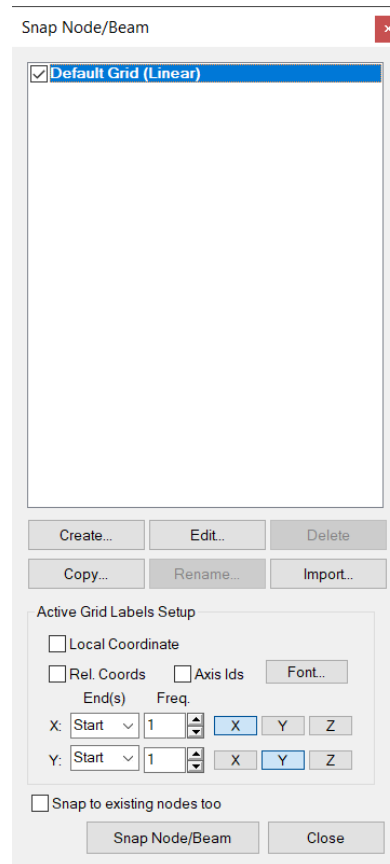 Snap Node/Beam
Default Grid (Linear)
Create... Edit... Delete
Copy... Rename... Import...
Active Grid Labels Setup
Local Coordinate
Rel. Coords Axis Ids Font...
End(s) Freq.
X: Start 1 X Y Z
Y: Start 1 X Y Z
Snap to existing nodes too
Snap Node/Beam Close